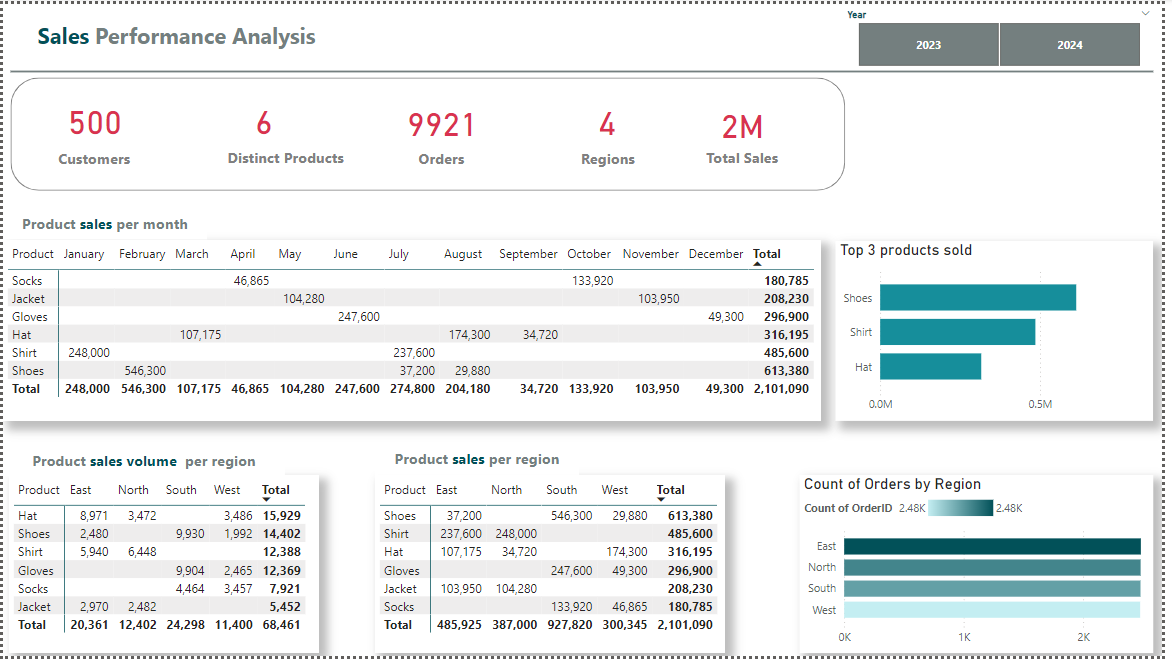 Sales Performance Analysis
Year
2023 2024
500 6 9921 4 2M
Customers Distinct Products Orders Regions Total Sales
Product sales per month
Product January February March April May June July August September October November December Total
Socks 46,865 133,920 180,785
Jacket 104,280 103,950 208,230
Gloves 247,600 49,300 296,900
Hat 107,175 174,300 34,720 316,195
Shirt 248,000 237,600 485,600
Shoes 546,300 37,200 29,880 613,380
Total 248,000 546,300 107,175 46,865 104,280 247,600 274,800 204,180 34,720 133,920 103,950 49,300 2,101,090
Top 3 products sold
Shoes
Shirt
Hat
0.0M 0.5M
Product sales volume per region
Product East North South West Total
Hat 8,971 3,472 3,486 15,929
Shoes 2,480 9,930 1,992 14,402
Shirt 5,940 6,448 12,388
Gloves 9,904 2,465 12,369
Socks 4,464 3,457 7,921
Jacket 2,970 2,482 5,452
Total 20,361 12,402 24,298 11,400 68,461
Product sales per region
Product East North South West Total
Shoes 37,200 546,300 29,880 613,380
Shirt 237,600 248,000 485,600
Hat 107,175 34,720 174,300 316,195
Gloves 247,600 49,300 296,900
Jacket 103,950 104,280 208,230
Socks 133,920 46,865 180,785
Total 485,925 387,000 927,820 300,345 2,101,090
Count of Orders by Region
Count of OrderID 2.48K 2.48K
East
North
South
West
0K 1K 2K